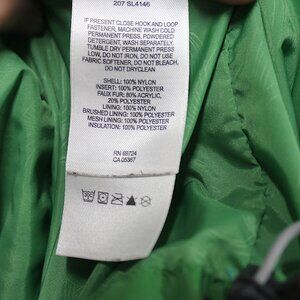 207 SL4146
IF PRESENT CLOSE HOOK AND LOOP
FASTENER, MACHINE WASH COLD
PERMANENT PRESS, POWDERED
DETERGENT, WASH SEPARATELY.
TUMBLE DRY PERMANENT PRESS
LOW, DO NOT IRON, DO NOT USE
FABRIC SOFTENER, DO NOT BLEACH,
DO NOT DRYCLEAN
SHELL: 100% NYLON
INSERT: 100% POLYESTER
FAUX FUR: 80% ACRYLIC,
20% POLYESTER
LINING: 100% NYLON
BRUSHED LINING: 100% POLYESTER
MESH LINING: 100% POLYESTER
INSULATION: 100% POLYESTER
RN 69724
CA 05367